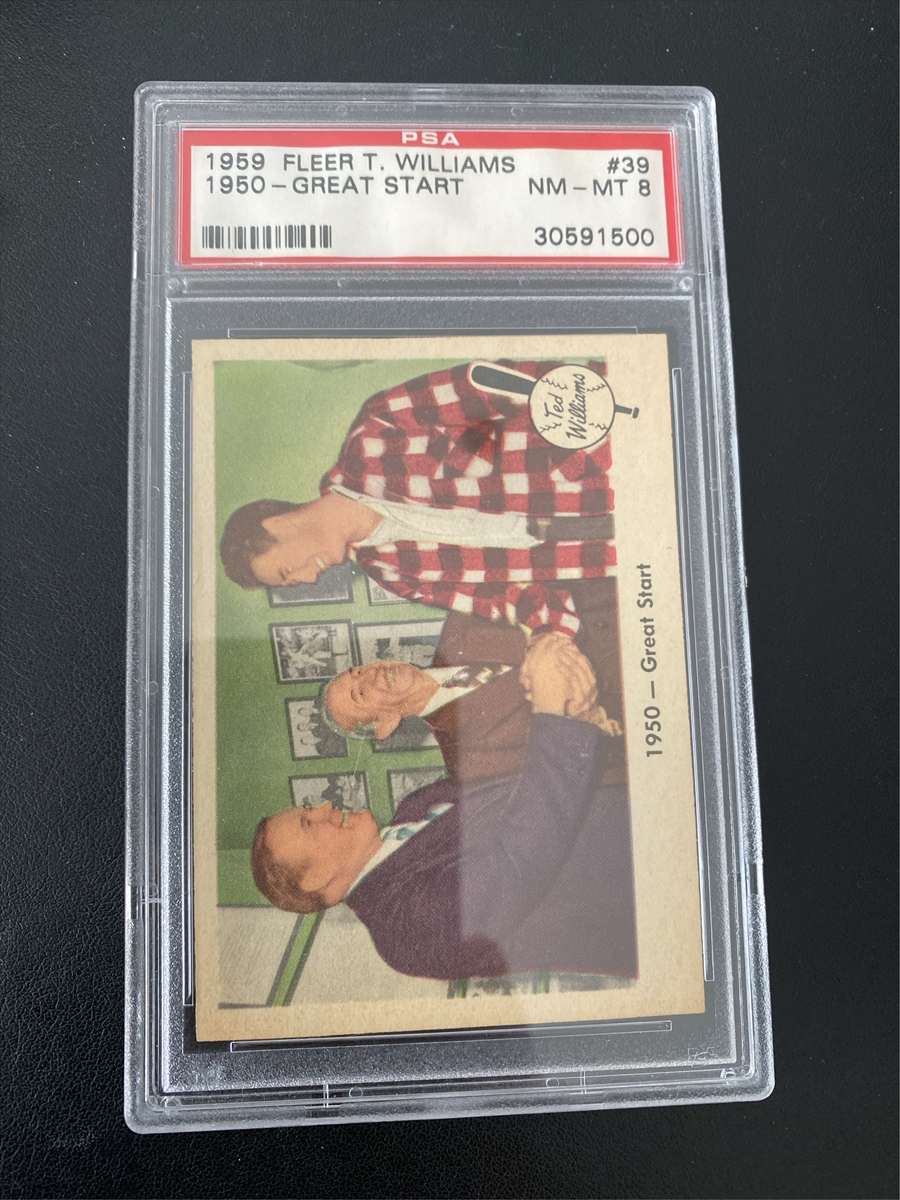 PSA
1959 FLEER T. WILLIAMS #39
1950 – GREAT START NM – MT 8
30591500
Ted
Williams
1950 — Great Start